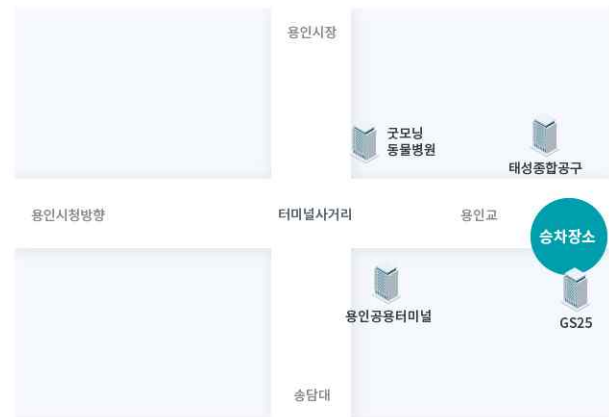 용인시장
굿모닝
동물병원
태성종합공구
용인시청방향
터미널사거리
용인교
승차장소
용인공용터미널
GS25
송담대